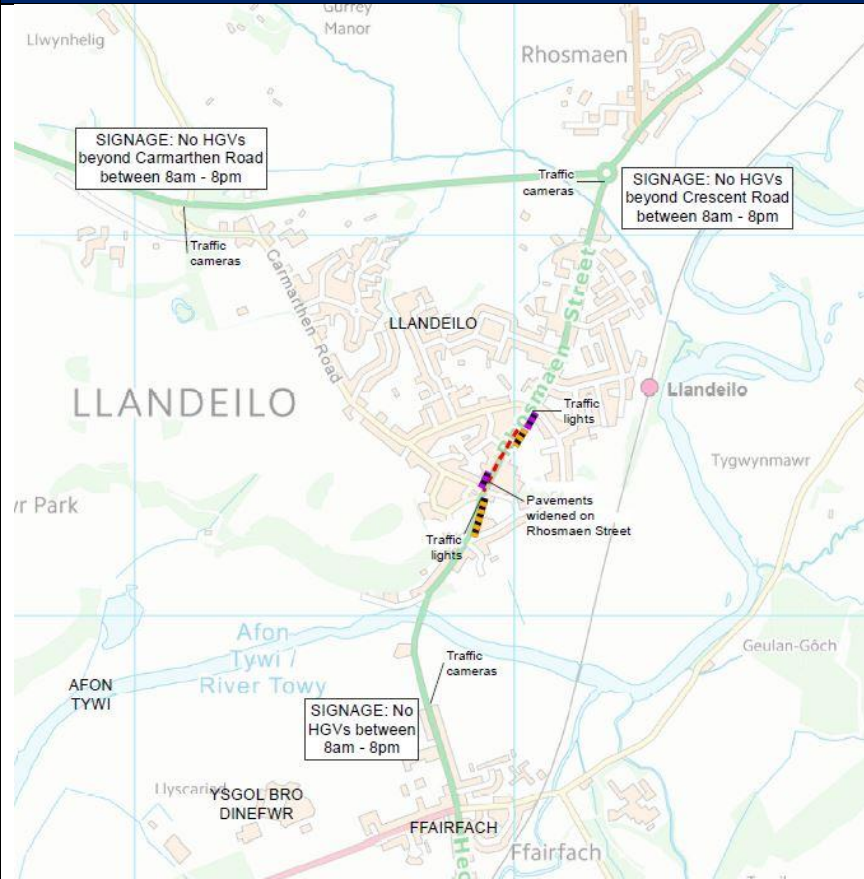 Gurrey
Manor
Llwynhelig
Rhosmaen
SIGNAGE: No HGVs
beyond Carmarthen Road
between 8am - 8pm
Traffic
cameras
SIGNAGE: No HGVs
beyond Crescent Road
between 8am - 8pm
Traffic
cameras
Carmarthen Road
Rhosmaen Street
LLANDEILO
LLANDEILO
Llandeilo
Traffic
lights
Tygwynmawr
yr Park
Pavements
widened on
Rhosmaen Street
Traffic
lights
Afon
Tywi /
River Towy
Geulan-Gôch
Traffic
cameras
AFON
TYWI
SIGNAGE: No
HGVs between
8am - 8pm
YSGOL BRO
DINEFWR
FFAIRFACH
Ffairfach